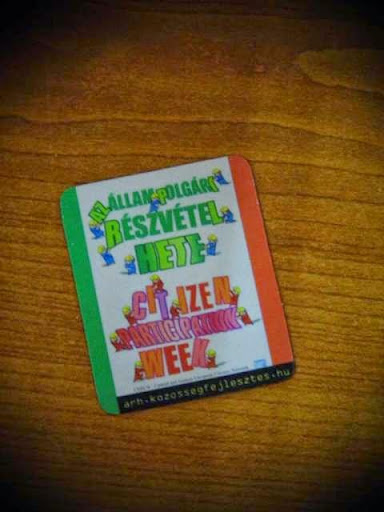 AZ ÁLLAMPOLGÁRI
RÉSZVÉTEL
HETE
CITIZEN
PARTICIPATION
WEEK
arh.kozossegfejlesztes.hu